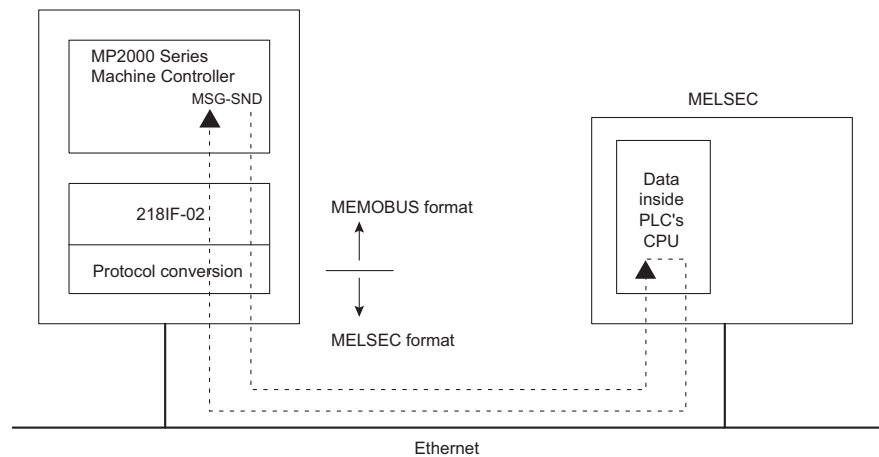 MP2000 Series
Machine Controller
MSG-SND
218IF-02
Protocol conversion
MEMOBUS format
MELSEC format
MELSEC
Data
inside
PLC's
CPU
Ethernet